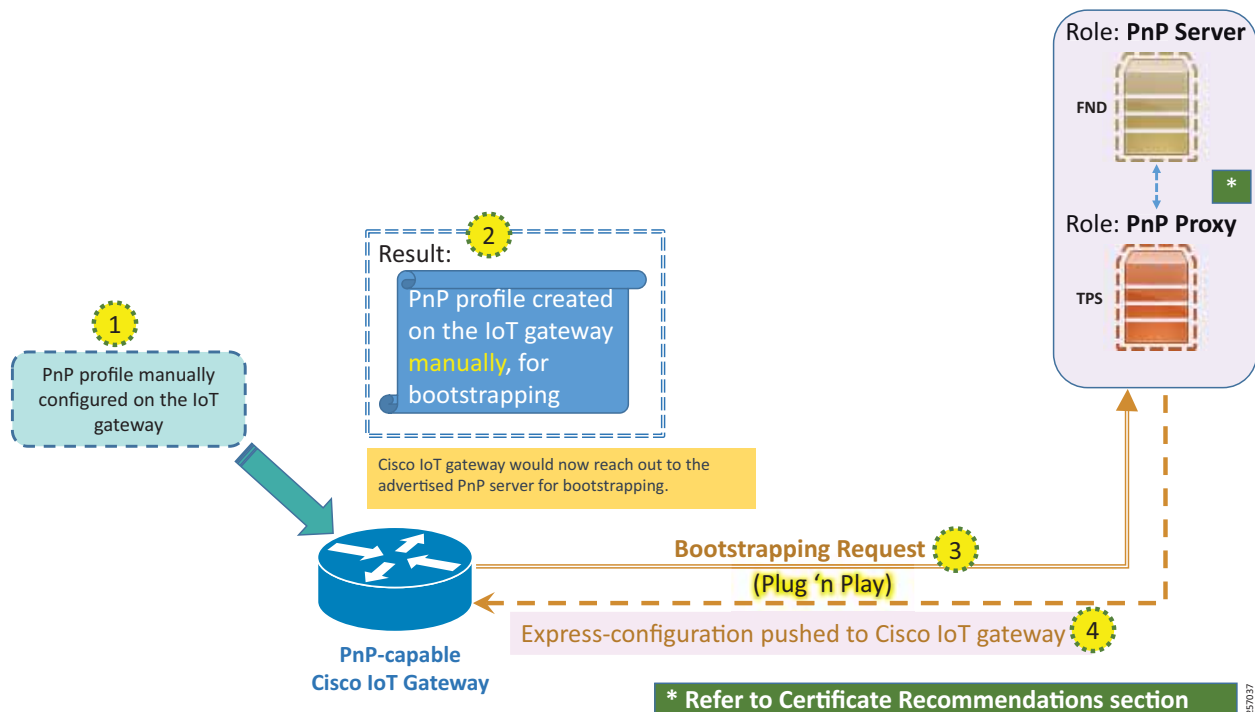 Role: PnP Server
FND
*
Role: PnP Proxy
TPS
1
PnP profile manually
configured on the IoT
gateway
2
Result:
PnP profile created
on the IoT gateway
manually, for
bootstrapping
Cisco IoT gateway would now reach out to the
advertised PnP server for bootstrapping.
Bootstrapping Request 3
(Plug ‘n Play)
Express-configuration pushed to Cisco IoT gateway 4
PnP-capable
Cisco IoT Gateway
* Refer to Certificate Recommendations section
257037